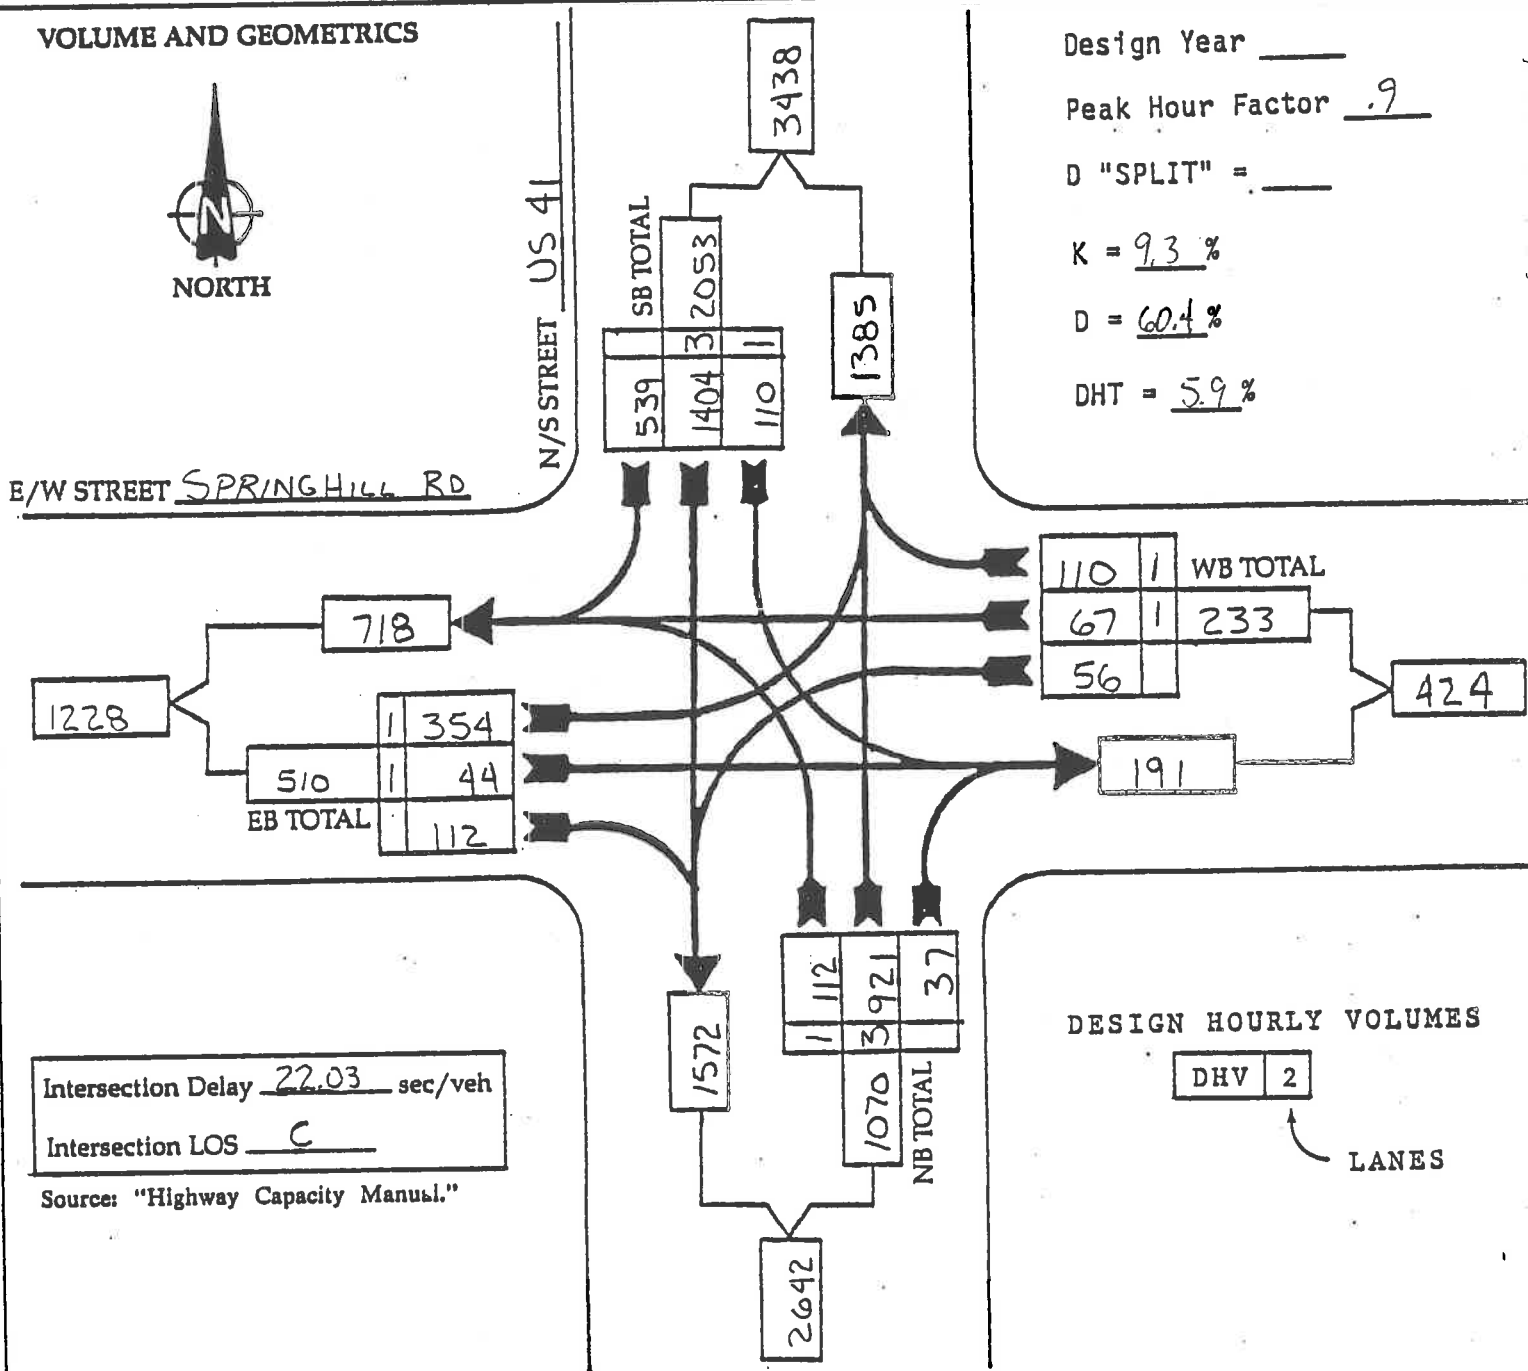 VOLUME AND GEOMETRICS
N
NORTH
N/S STREET US 41
E/W STREET SPRINGHILL RD
Design Year
Peak Hour Factor .9
D "SPLIT" =
K = 9.3 %
D = 60.4 %
DHT = 5.9 %
3438
SB TOTAL
2053
3 1
539 1404 110
1385
110 1 WB TOTAL
67 1 233
56
424
718
1228
1 354
510 1 44
EB TOTAL 112
191
112 921 37
1 3
1572
1070
NB TOTAL
2642
Intersection Delay 22.03 sec/veh
Intersection LOS C
Source: "Highway Capacity Manual."
DESIGN HOURLY VOLUMES
DHV 2
LANES